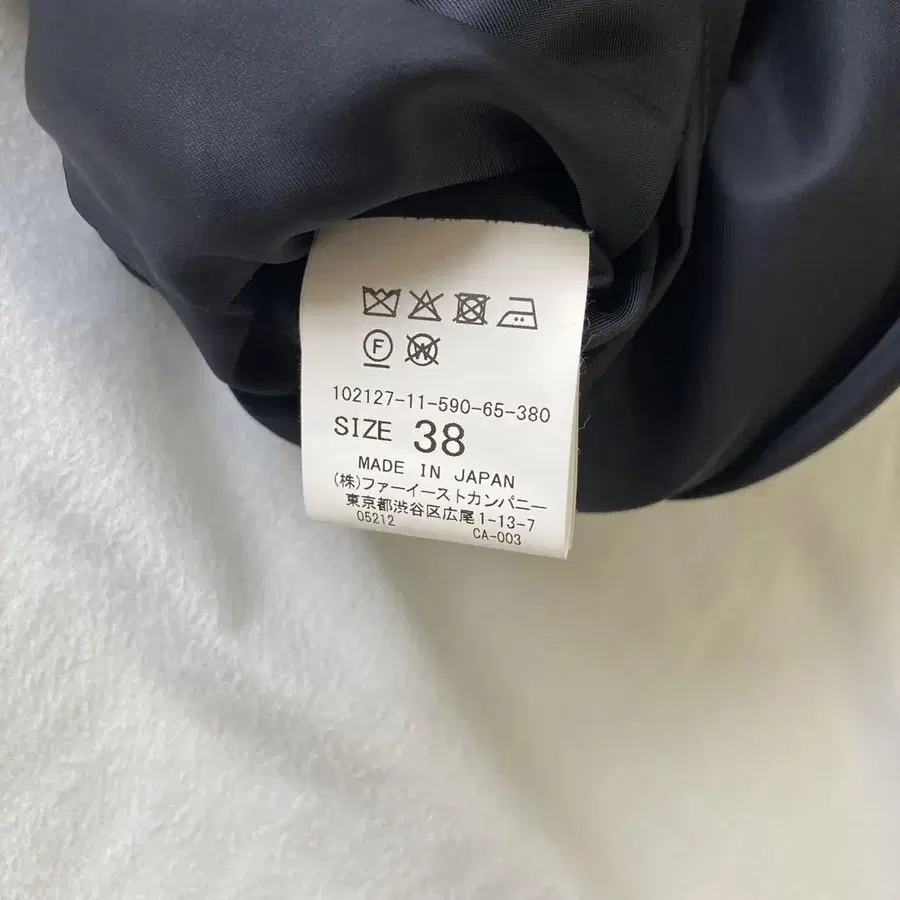 F W
102127-11-590-65-380
SIZE 38
MADE IN JAPAN
(株)ファーイーストカンパニー
東京都渋谷区広尾1-13-7
05212 CA-003